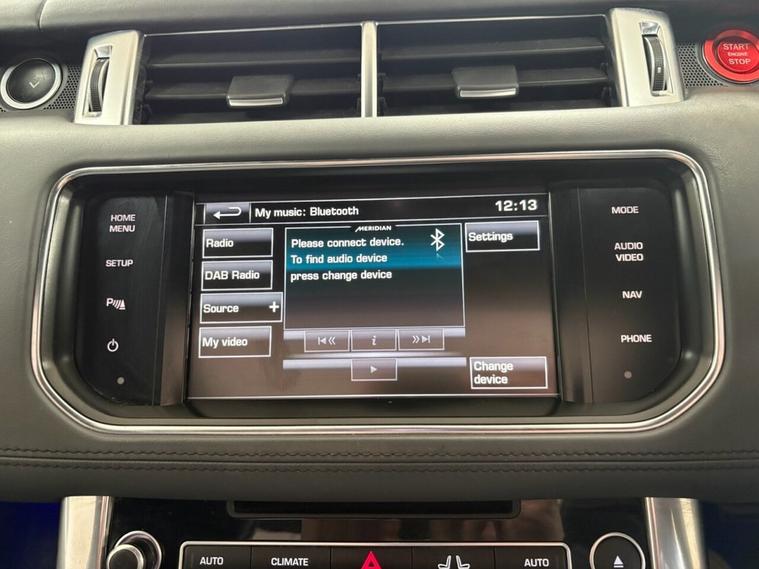 START
ENGINE
STOP
My music: Bluetooth
12:13
HOME
MENU
SETUP
P
Radio
DAB Radio
Source +
My video
MERIDIAN
Please connect device.
To find audio device
press change device
i
Settings
Change
device
MODE
AUDIO
VIDEO
NAV
PHONE
AUTO
CLIMATE
AUTO